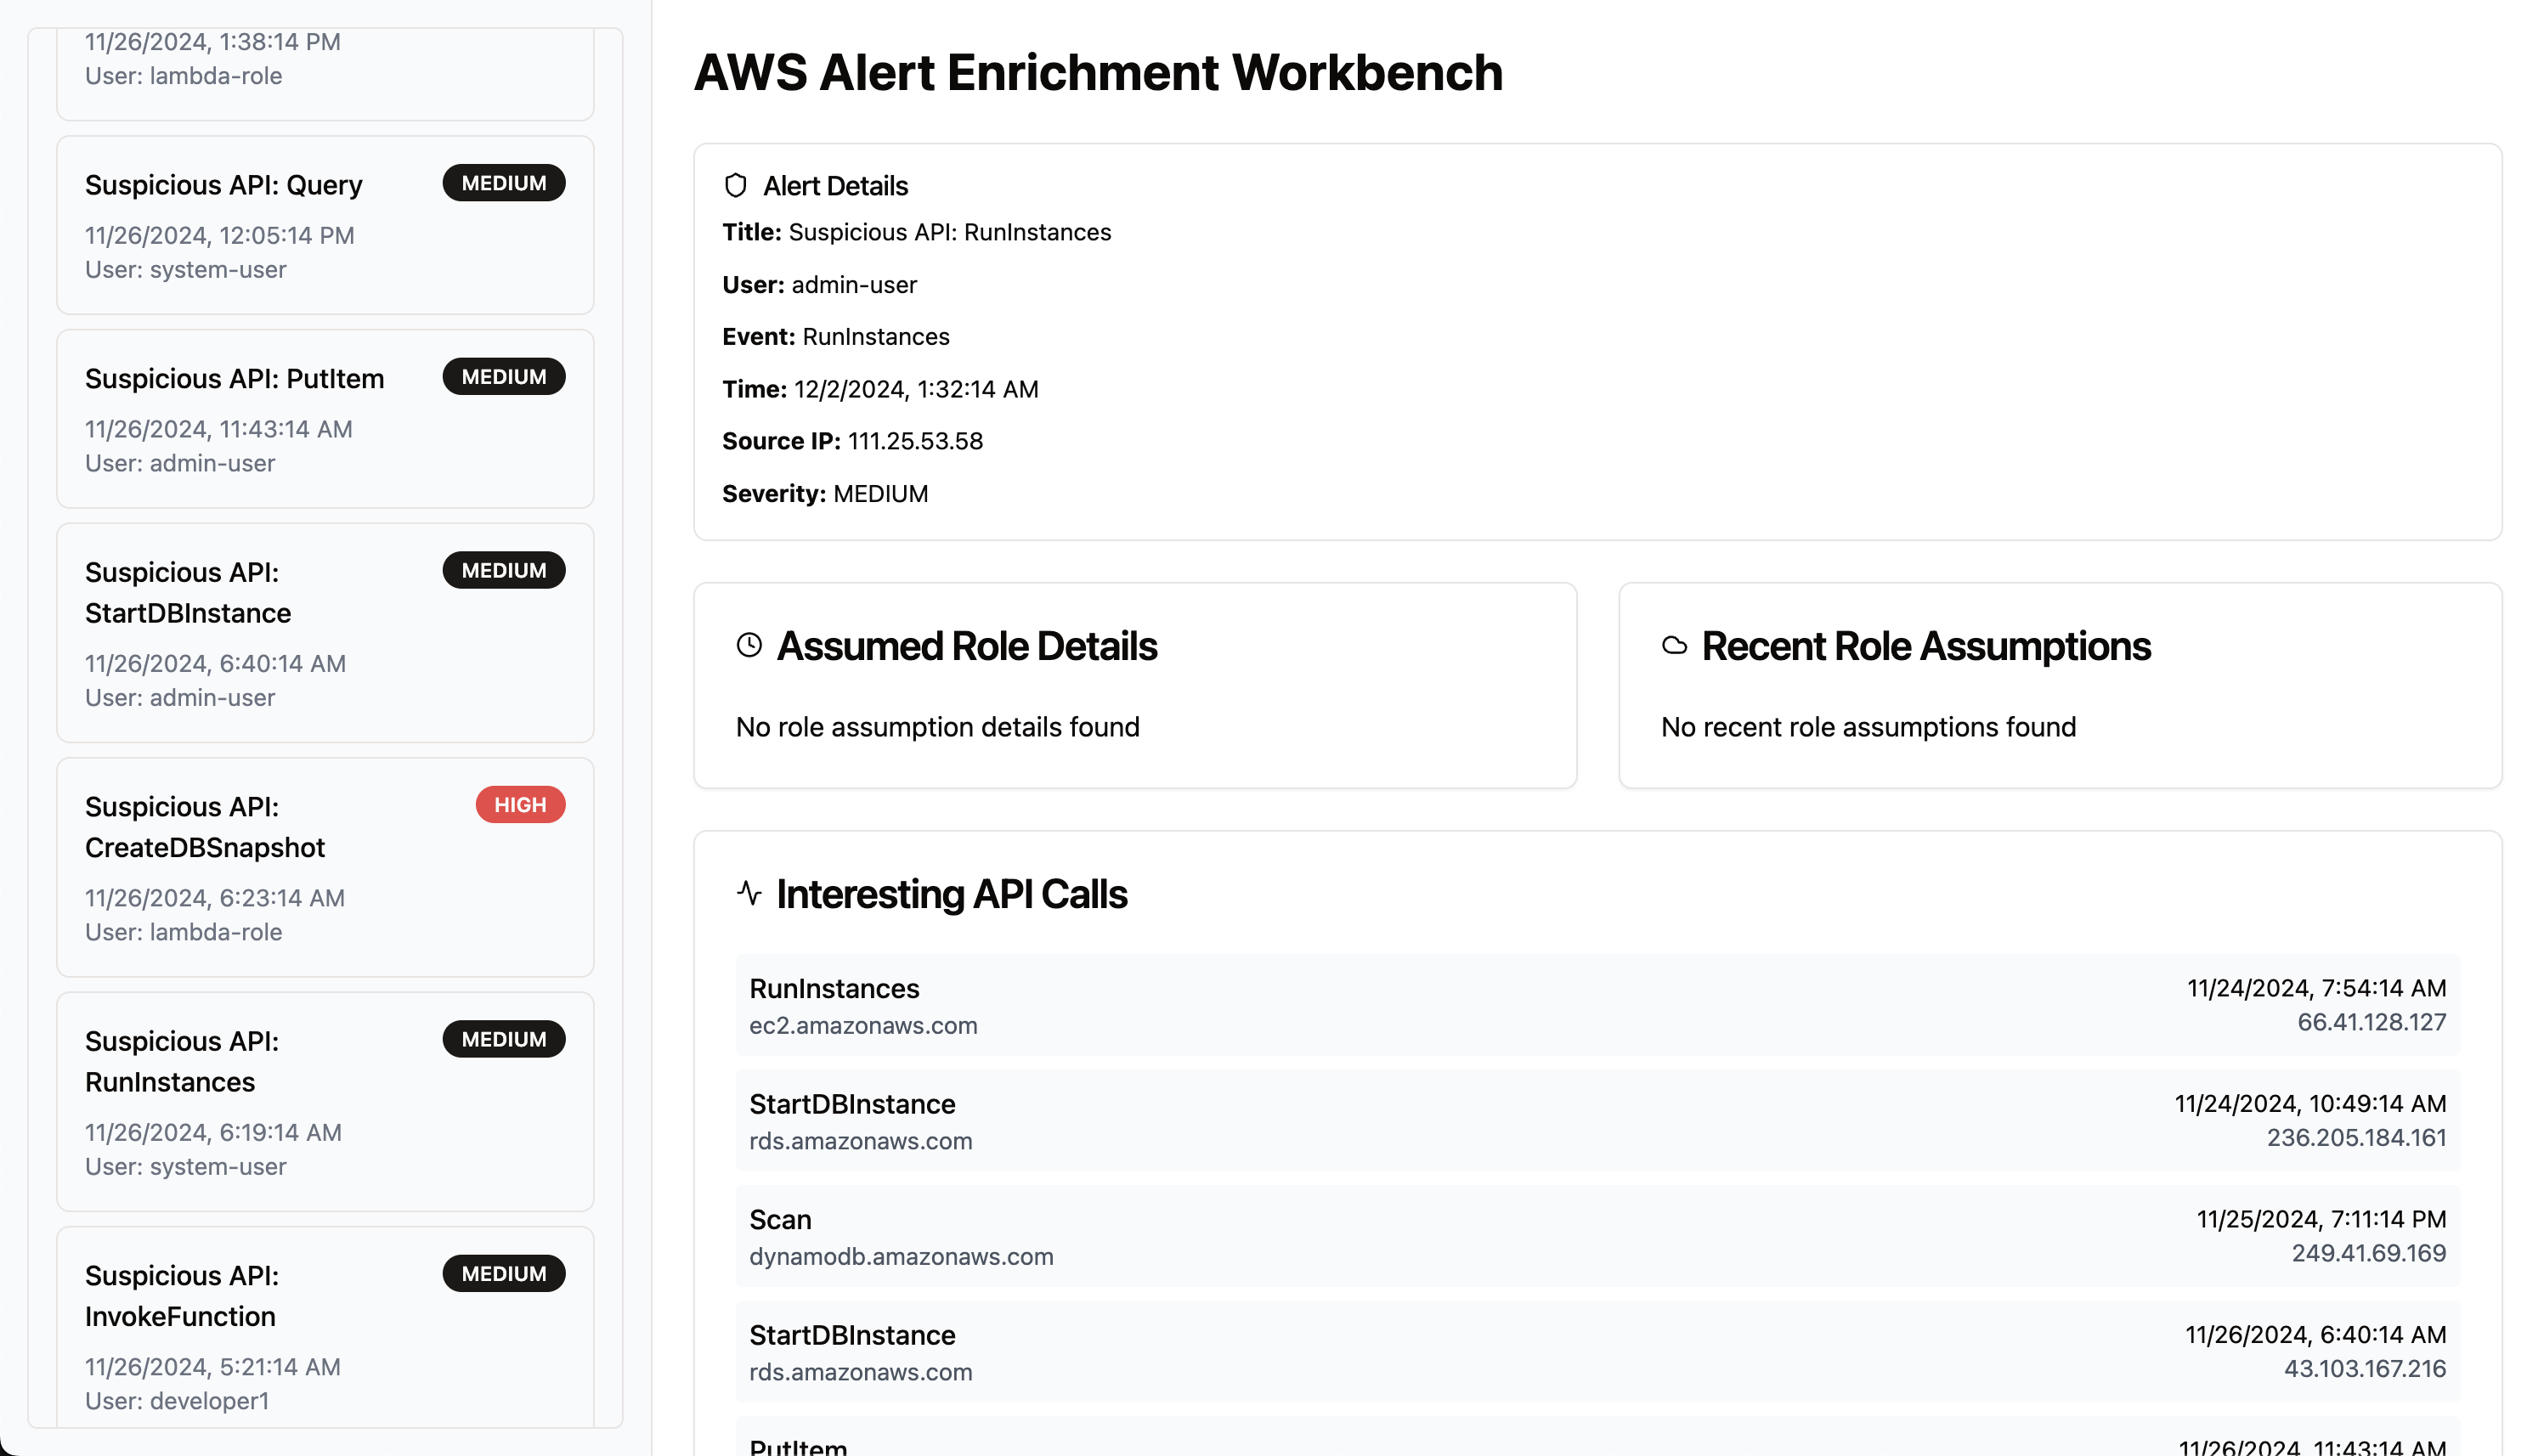 11/26/2024, 1:38:14 PM
User: lambda-role
Suspicious API: Query
MEDIUM
11/26/2024, 12:05:14 PM
User: system-user
Suspicious API: PutItem
MEDIUM
11/26/2024, 11:43:14 AM
User: admin-user
Suspicious API:
StartDBInstance
MEDIUM
11/26/2024, 6:40:14 AM
User: admin-user
Suspicious API:
CreateDBSnapshot
HIGH
11/26/2024, 6:23:14 AM
User: lambda-role
Suspicious API:
RunInstances
MEDIUM
11/26/2024, 6:19:14 AM
User: system-user
Suspicious API:
InvokeFunction
MEDIUM
11/26/2024, 5:21:14 AM
User: developer1
AWS Alert Enrichment Workbench
Alert Details
Title: Suspicious API: RunInstances
User: admin-user
Event: RunInstances
Time: 12/2/2024, 1:32:14 AM
Source IP: 111.25.53.58
Severity: MEDIUM
Assumed Role Details
No role assumption details found
Recent Role Assumptions
No recent role assumptions found
Interesting API Calls
RunInstances
ec2.amazonaws.com
11/24/2024, 7:54:14 AM
66.41.128.127
StartDBInstance
rds.amazonaws.com
11/24/2024, 10:49:14 AM
236.205.184.161
Scan
dynamodb.amazonaws.com
11/25/2024, 7:11:14 PM
249.41.69.169
StartDBInstance
rds.amazonaws.com
11/26/2024, 6:40:14 AM
43.103.167.216
PutItem
11/26/2024, 11:43:14 AM